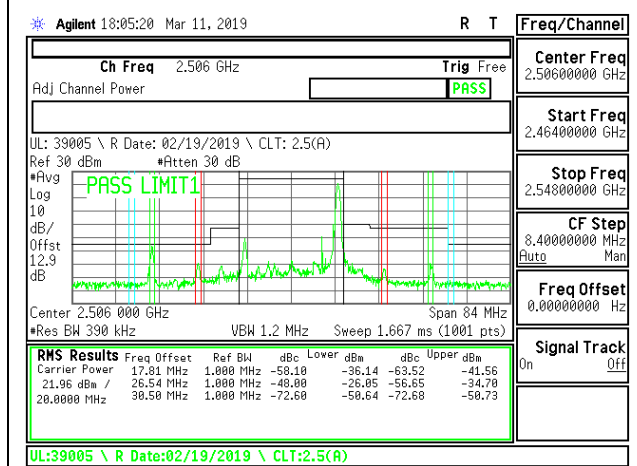 Agilent 18:05:20 Mar 11, 2019 R T Freq/Channel
Ch Freq 2.506 GHz Trig Free
Adj Channel Power PASS
Center Freq
2.50600000 GHz
Start Freq
2.46400000 GHz
UL: 39005 \ R Date: 02/19/2019 \ CLT: 2.5(A)
Ref 30 dBm #Atten 30 dB
#Avg
Log
10
dB/
Offst
12.9
dB
PASS LIMIT1
Stop Freq
2.54800000 GHz
CF Step
8.40000000 MHz
Auto Man
Freq Offset
0.00000000 Hz
Center 2.506 000 GHz Span 84 MHz
#Res BW 390 kHz VBW 1.2 MHz Sweep 1.667 ms (1001 pts)
Signal Track
On Off
RMS Results Freq Offset Ref BW dBc Lower dBm dBc Upper dBm
Carrier Power 17.81 MHz 1.000 MHz -58.10 -36.14 -63.52 -41.56
21.96 dBm / 26.54 MHz 1.000 MHz -48.00 -26.05 -56.65 -34.70
20.0000 MHz 30.50 MHz 1.000 MHz -72.60 -50.64 -72.68 -50.73
UL:39005 \ R Date:02/19/2019 \ CLT:2.5(A)